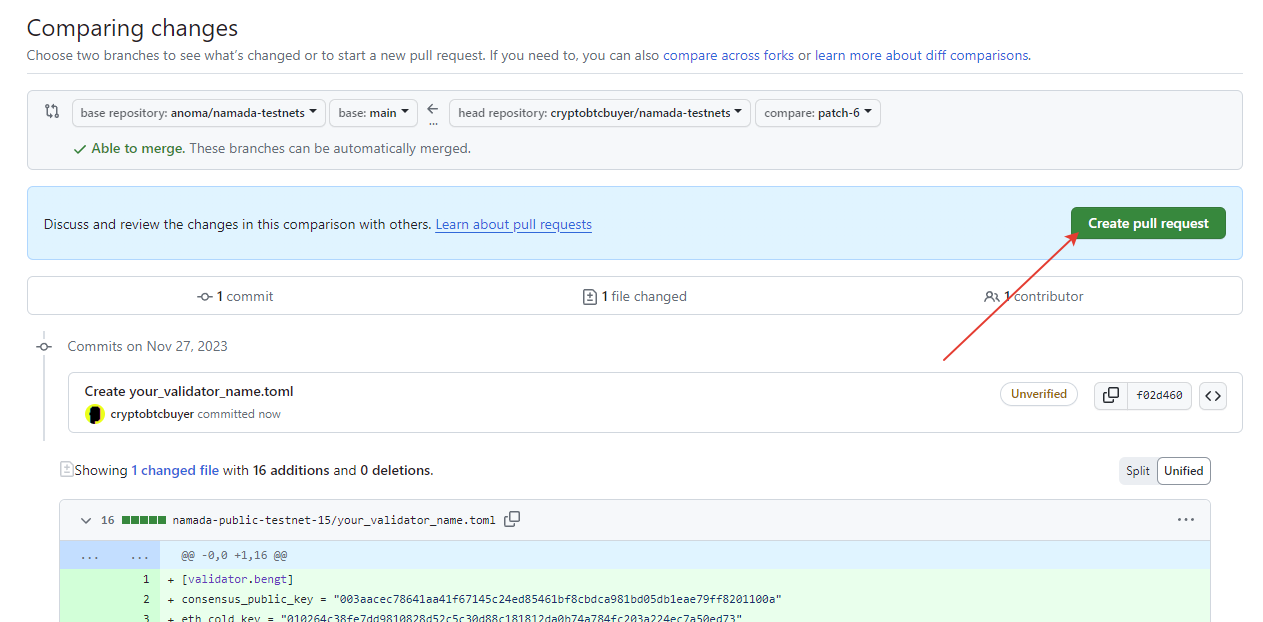 Comparing changes
Choose two branches to see what's changed or to start a new pull request. If you need to, you can also compare across forks or learn more about diff comparisons.
base repository: anoma/namada-testnets base: main ... head repository: cryptobtcbuyer/namada-testnets compare: patch-6
Able to merge. These branches can be automatically merged.
Discuss and review the changes in this comparison with others. Learn about pull requests
Create pull request
1 commit 1 file changed 1 contributor
Commits on Nov 27, 2023
Create your_validator_name.toml
cryptobtcbuyer committed now
Unverified f02d460
Showing 1 changed file with 16 additions and 0 deletions.
Split Unified
16 namada-public-testnet-15/your_validator_name.toml ...
... ... @@ -0,0 +1,16 @@
1 + [validator.bengt]
2 + consensus_public_key = "003aacec78641aa41f67145c24ed85461bf8cbdca981bd05db1eae79ff8201100a"
3 + eth_cold_key = "010264c38fe7dd9810828d52c5c30d88c181812da0b74a784fc203a224ec7a50ed73"